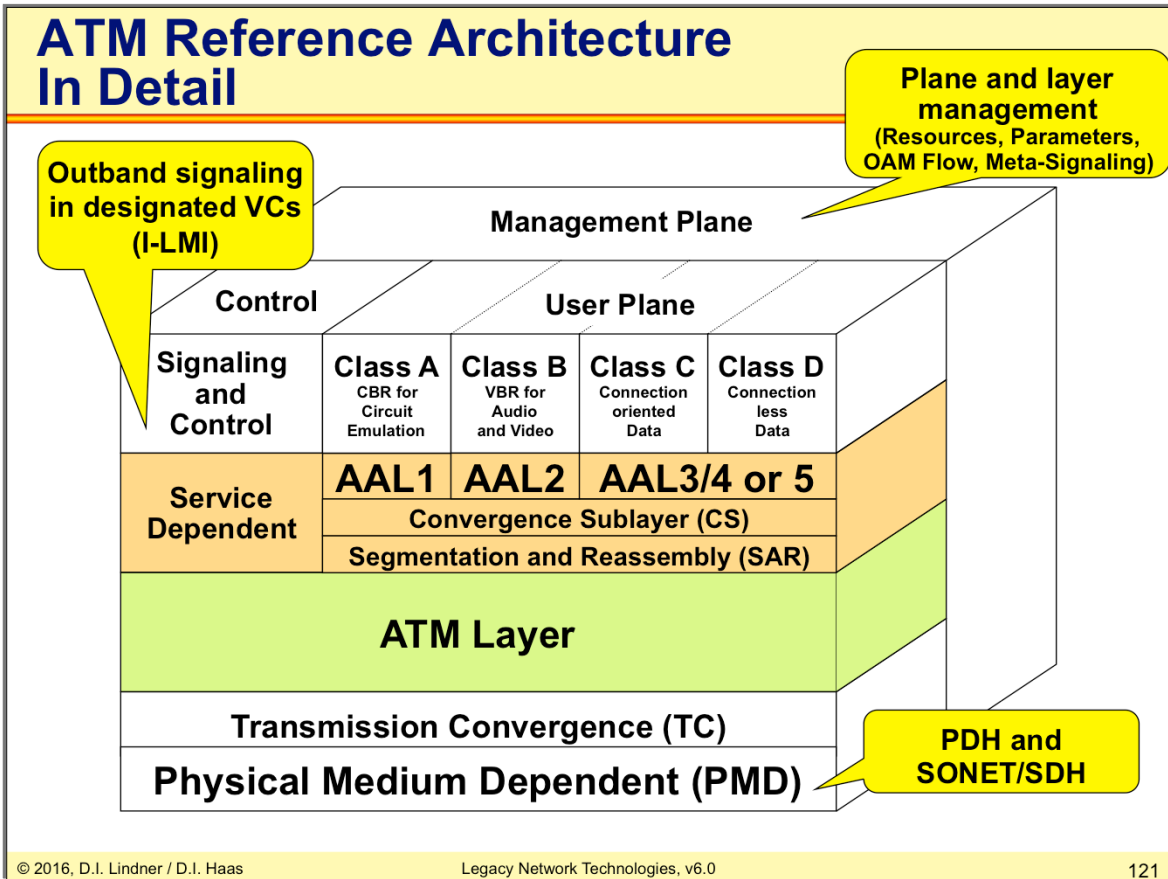 ATM Reference Architecture
In Detail
Plane and layer
management
(Resources, Parameters,
OAM Flow, Meta-Signaling)
Outband signaling
in designated VCs
(I-LMI)
Management Plane
Control
User Plane
Signaling
and
Control
Class A
CBR for
Circuit
Emulation
Class B
VBR for
Audio
and Video
Class C
Connection
oriented
Data
Class D
Connection
less
Data
Service
Dependent
AAL1
AAL2
AAL3/4 or 5
Convergence Sublayer (CS)
Segmentation and Reassembly (SAR)
ATM Layer
Transmission Convergence (TC)
Physical Medium Dependent (PMD)
PDH and
SONET/SDH
© 2016, D.I. Lindner / D.I. Haas
Legacy Network Technologies, v6.0
121